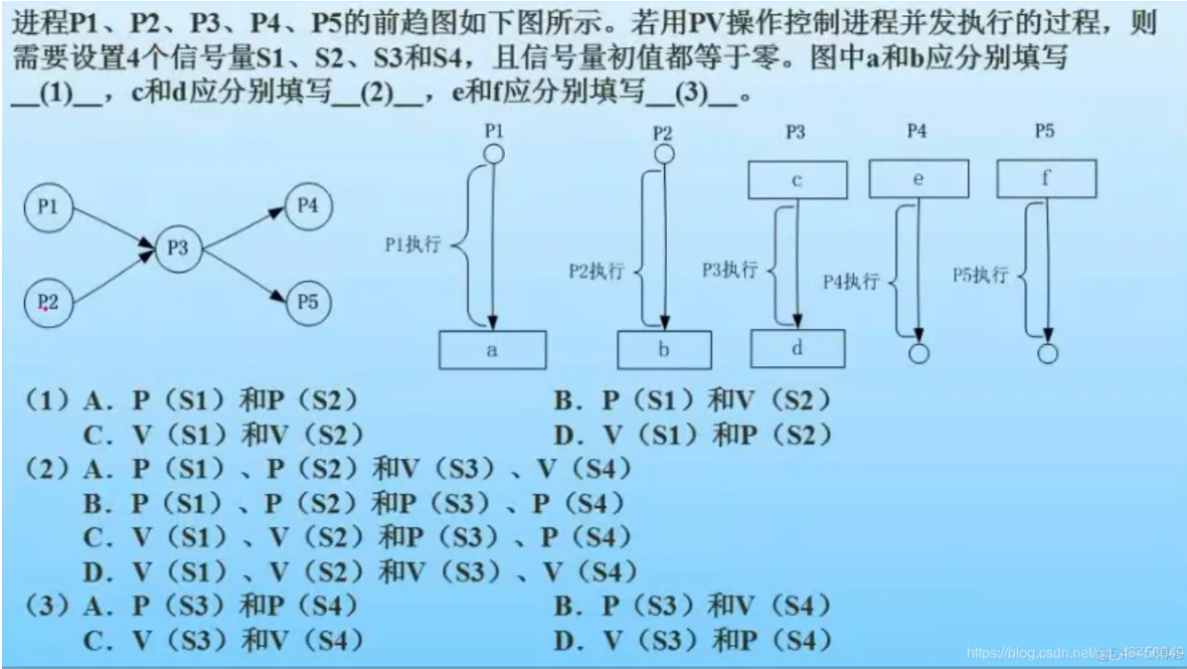 进程P1、P2、P3、P4、P5的前趋图如下图所示。若用PV操作控制进程并发执行的过程，则
需要设置4个信号量S1、S2、S3和S4，且信号量初值都等于零。图中a和b应分别填写
__(1)__，c和d应分别填写__(2)__，e和f应分别填写__(3)__。
P1 P2 P3 P4 P5
c e f
P1 P4
P3
P1执行 P2执行 P3执行 P4执行 P5执行
P2 P5
a b d
（1）A．P（S1）和P（S2） B．P（S1）和V（S2）
C．V（S1）和V（S2） D．V（S1）和P（S2）
（2）A．P（S1）、P（S2）和V（S3）、V（S4）
B．P（S1）、P（S2）和P（S3）、P（S4）
C．V（S1）、V（S2）和P（S3）、P（S4）
D．V（S1）、V（S2）和V（S3）、V（S4）
（3）A．P（S3）和P（S4） B．P（S3）和V（S4）
C．V（S3）和V（S4） D．V（S3）和P（S4）